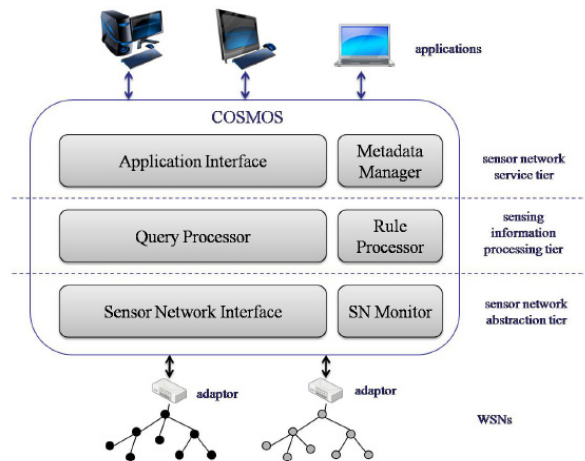 applications
COSMOS
Application Interface
Metadata
Manager
sensor network
service tier
Query Processor
Rule
Processor
sensing
information
processing tier
Sensor Network Interface
SN Monitor
sensor network
abstraction tier
adaptor
adaptor
WSNs